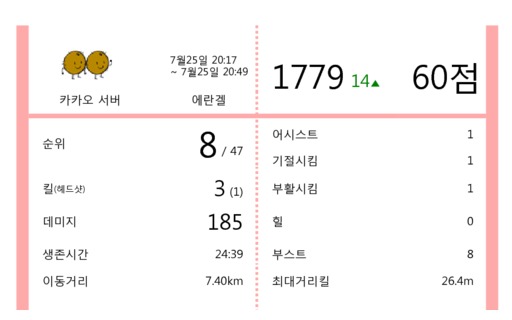 카카오 서버
7월25일 20:17
~ 7월25일 20:49
에란겔
1779 14▲ 60점
순위 8 / 47
킬(헤드샷) 3 (1)
데미지 185
생존시간 24:39
이동거리 7.40km
어시스트 1
기절시킴 1
부활시킴 1
힐 0
부스트 8
최대거리킬 26.4m